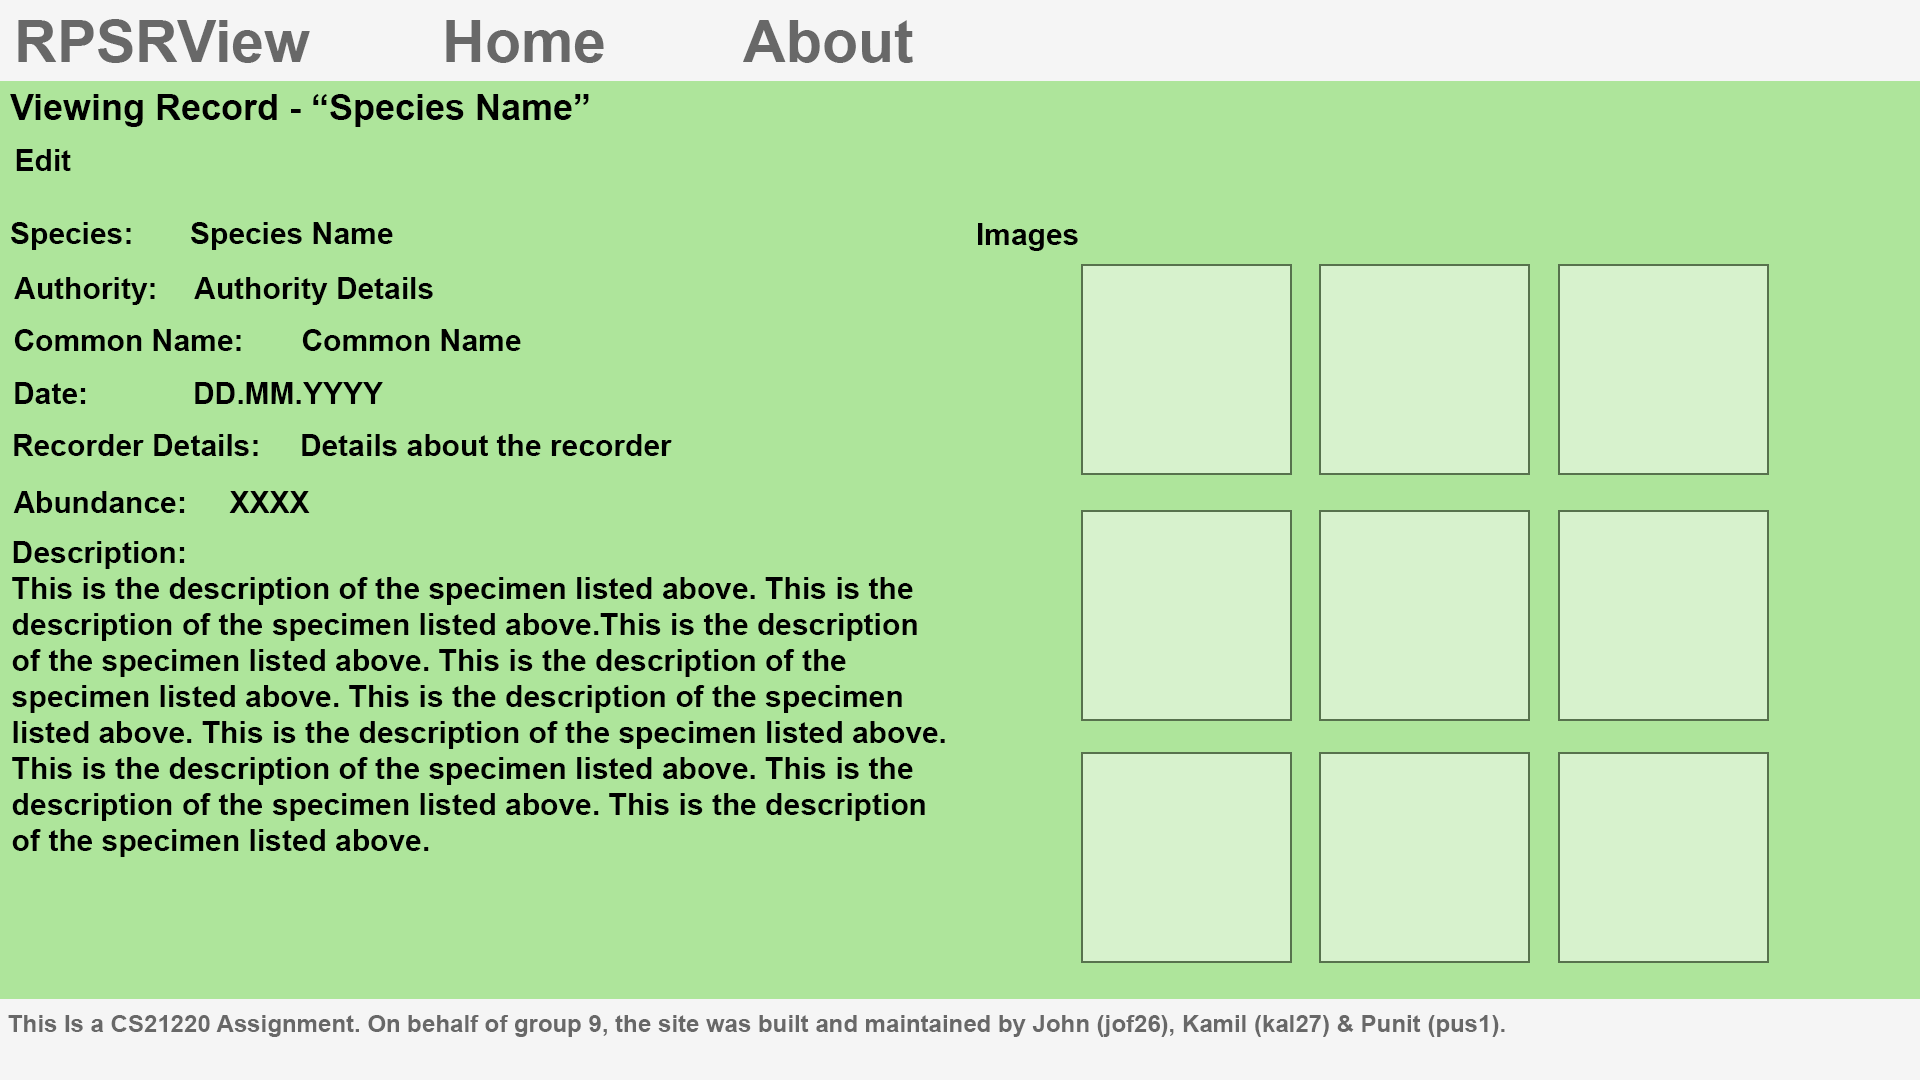 RPSRView Home About
Viewing Record - “Species Name”
Edit
Species: Species Name
Authority: Authority Details
Common Name: Common Name
Date: DD.MM.YYYY
Recorder Details: Details about the recorder
Abundance: XXXX
Description:
This is the description of the specimen listed above. This is the
description of the specimen listed above.This is the description
of the specimen listed above. This is the description of the
specimen listed above. This is the description of the specimen
listed above. This is the description of the specimen listed above.
This is the description of the specimen listed above. This is the
description of the specimen listed above. This is the description
of the specimen listed above.
Images
This Is a CS21220 Assignment. On behalf of group 9, the site was built and maintained by John (jof26), Kamil (kal27) & Punit (pus1).